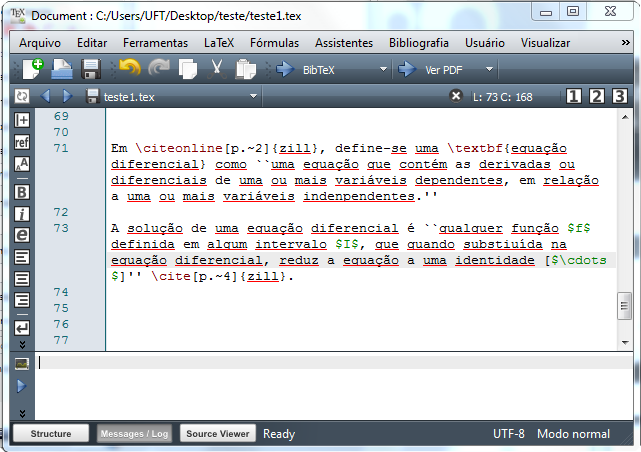 Document : C:/Users/UFT/Desktop/teste/teste1.tex
Arquivo Editar Ferramentas LaTeX Fórmulas Assistentes Bibliografia Usuário Visualizar »
BibTeX Ver PDF
teste1.tex L: 73 C: 168 1 2 3
69
70
71 Em \citeonline[p.~2]{zill}, define-se uma \textbf{equação
diferencial} como ``uma equação que contém as derivadas ou
diferenciais de uma ou mais variáveis dependentes, em relação
a uma ou mais variáveis indenpendentes.''
72
73 A solução de uma equação diferencial é ``qualquer função $f$
definida em algum intervalo $I$, que quando substiuída na
equação diferencial, reduz a equação a uma identidade [$\cdots
$]'' \cite[p.~4]{zill}.
74
75
76
77
ref
A A
B
i
e
Structure Messages / Log Source Viewer Ready UTF-8 Modo normal